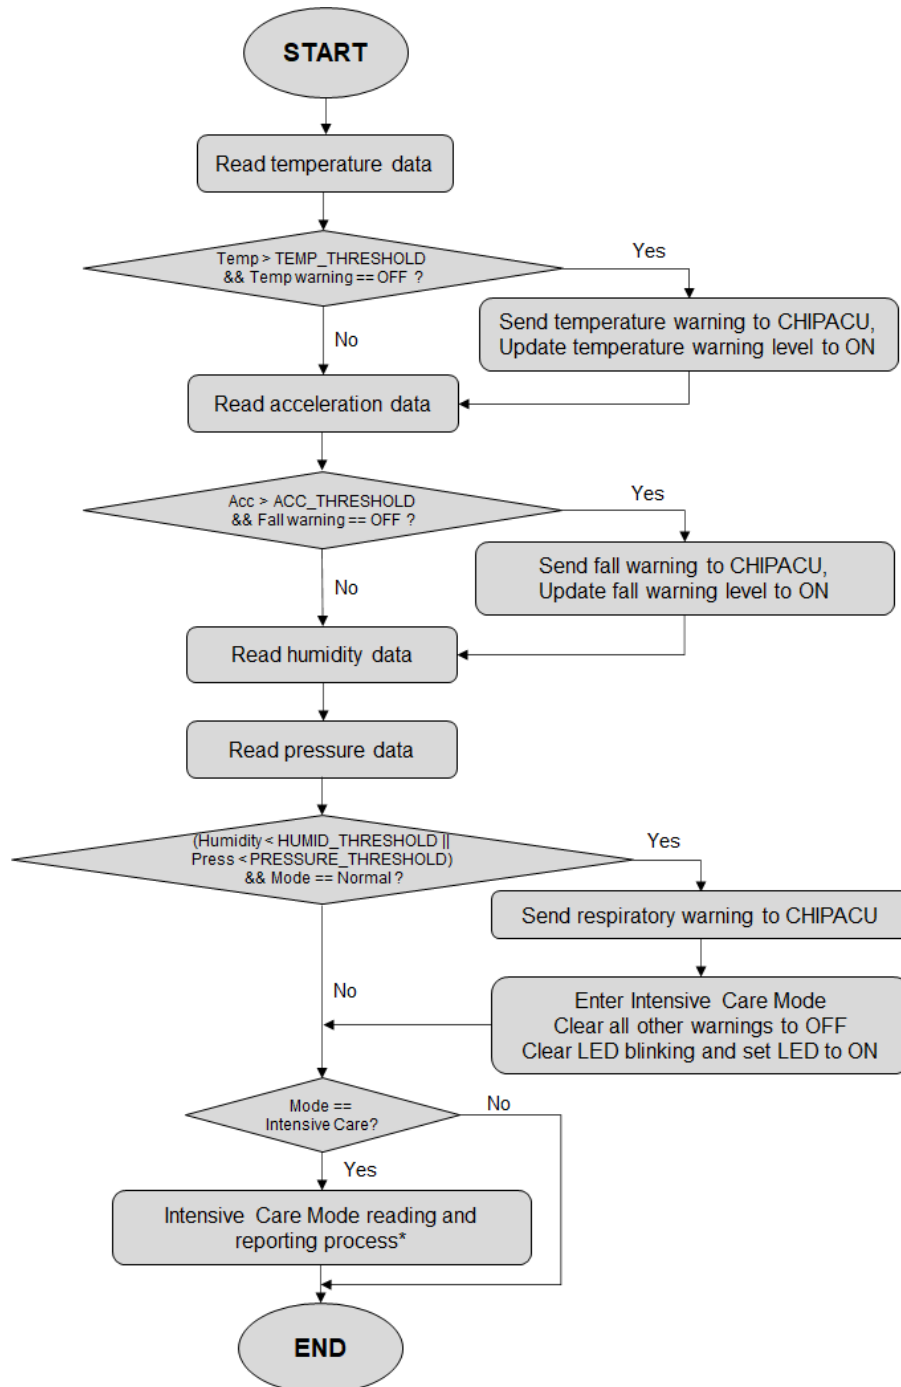 START
Read temperature data
Temp > TEMP_THRESHOLD
&& Temp warning == OFF ?
Yes
Send temperature warning to CHIPACU,
Update temperature warning level to ON
No
Read acceleration data
Acc > ACC_THRESHOLD
&& Fall warning == OFF ?
Yes
Send fall warning to CHIPACU,
Update fall warning level to ON
No
Read humidity data
Read pressure data
(Humidity < HUMID_THRESHOLD ||
Press < PRESSURE_THRESHOLD)
&& Mode == Normal ?
Yes
Send respiratory warning to CHIPACU
No
Enter Intensive Care Mode
Clear all other warnings to OFF
Clear LED blinking and set LED to ON
Mode ==
Intensive Care?
No
Yes
Intensive Care Mode reading and
reporting process*
END